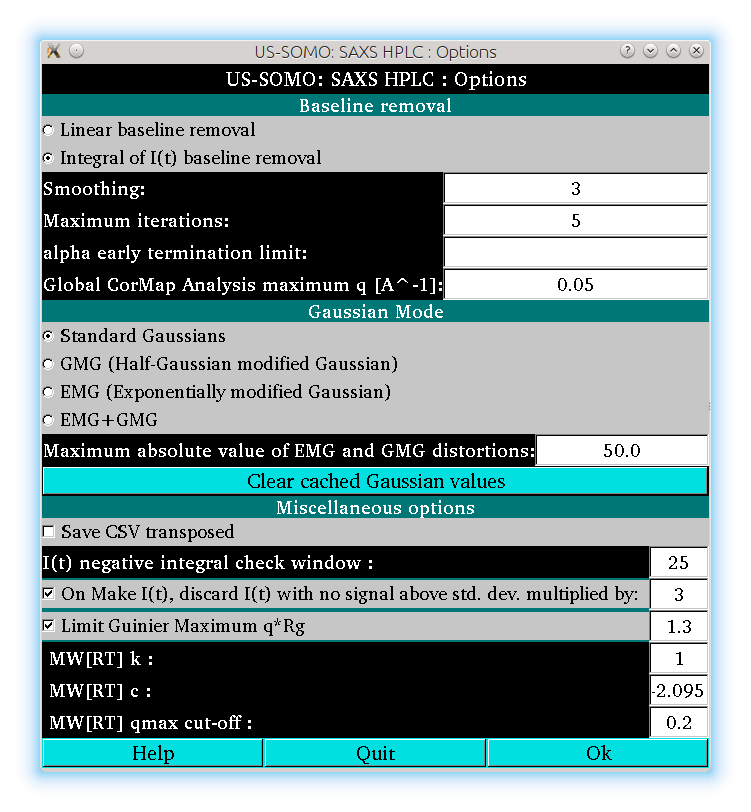 US-SOMO: SAXS HPLC : Options
US-SOMO: SAXS HPLC : Options
Baseline removal
Linear baseline removal
Integral of I(t) baseline removal
Smoothing: 3
Maximum iterations: 5
alpha early termination limit:
Global CorMap Analysis maximum q [A^-1]: 0.05
Gaussian Mode
Standard Gaussians
GMG (Half-Gaussian modified Gaussian)
EMG (Exponentially modified Gaussian)
EMG+GMG
Maximum absolute value of EMG and GMG distortions: 50.0
Clear cached Gaussian values
Miscellaneous options
Save CSV transposed
I(t) negative integral check window : 25
On Make I(t), discard I(t) with no signal above std. dev. multiplied by: 3
Limit Guinier Maximum q*Rg 1.3
MW[RT] k : 1
MW[RT] c : -2.095
MW[RT] qmax cut-off : 0.2
Help Quit Ok